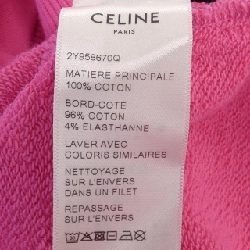 CELINE
PARIS
2Y956670Q
MATIERE PRINCIPALE
100% COTON
BORD-COTE
96% COTON
4% ELASTHANNE
LAVER AVEC
COLORIS SIMILAIRES
NETTOYAGE
SUR L'ENVERS
DANS UN FILET
REPASSAGE
SUR L'ENVERS